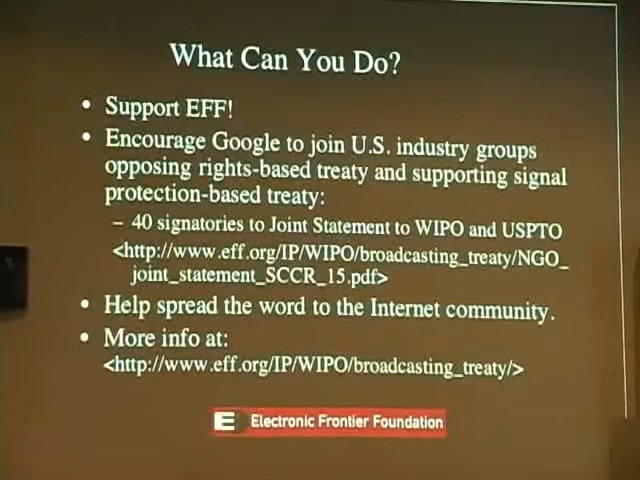 What Can You Do?
• Support EFF!
• Encourage Google to join U.S. industry groups
opposing rights-based treaty and supporting signal
protection-based treaty:
– 40 signatories to Joint Statement to WIPO and USPTO
<http://www.eff.org/IP/WIPO/broadcasting_treaty/NGO_
joint_statement_SCCR_15.pdf>
• Help spread the word to the Internet community.
• More info at:
<http://www.eff.org/IP/WIPO/broadcasting_treaty/>
E Electronic Frontier Foundation